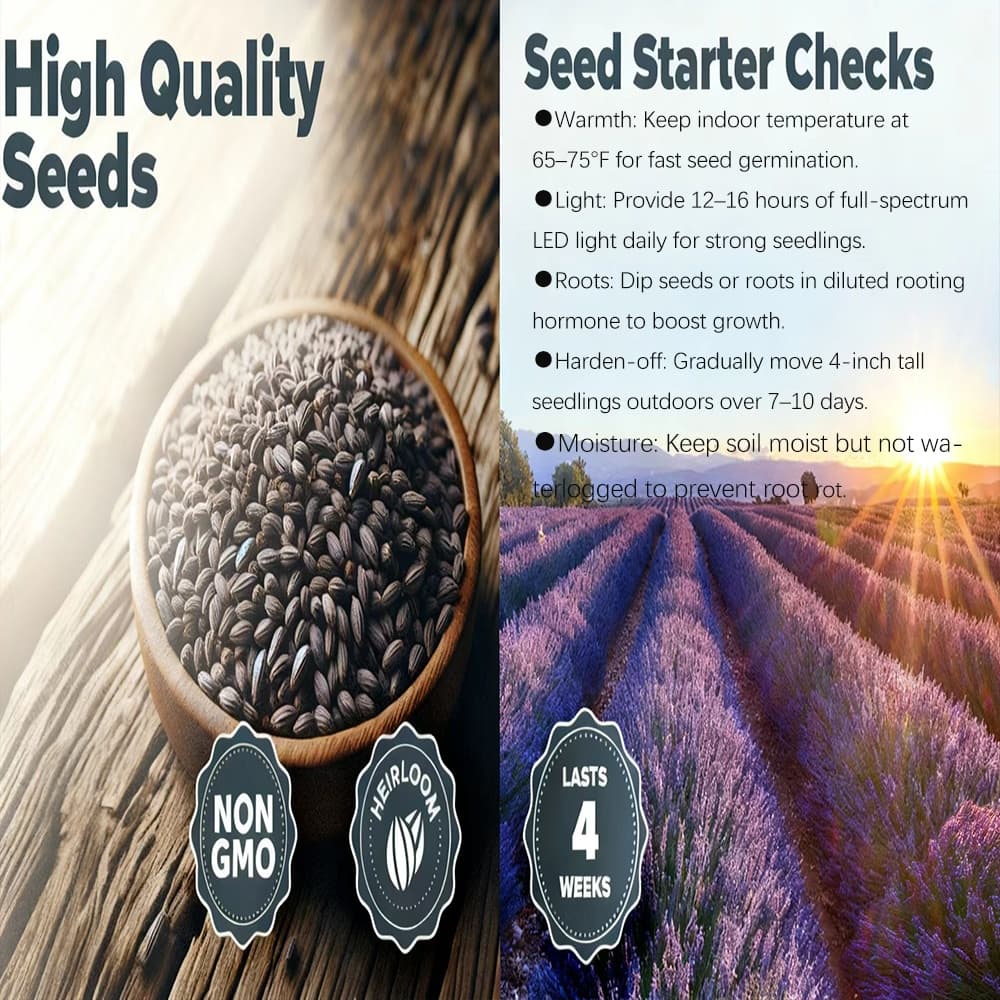 High Quality
Seeds
NON
GMO
HEIRLOOM
Seed Starter Checks
●Warmth: Keep indoor temperature at
65–75°F for fast seed germination.
●Light: Provide 12–16 hours of full-spectrum
LED light daily for strong seedlings.
●Roots: Dip seeds or roots in diluted rooting
hormone to boost growth.
●Harden-off: Gradually move 4-inch tall
seedlings outdoors over 7–10 days.
●Moisture: Keep soil moist but not wa-
terlogged to prevent root rot.
LASTS
4
WEEKS